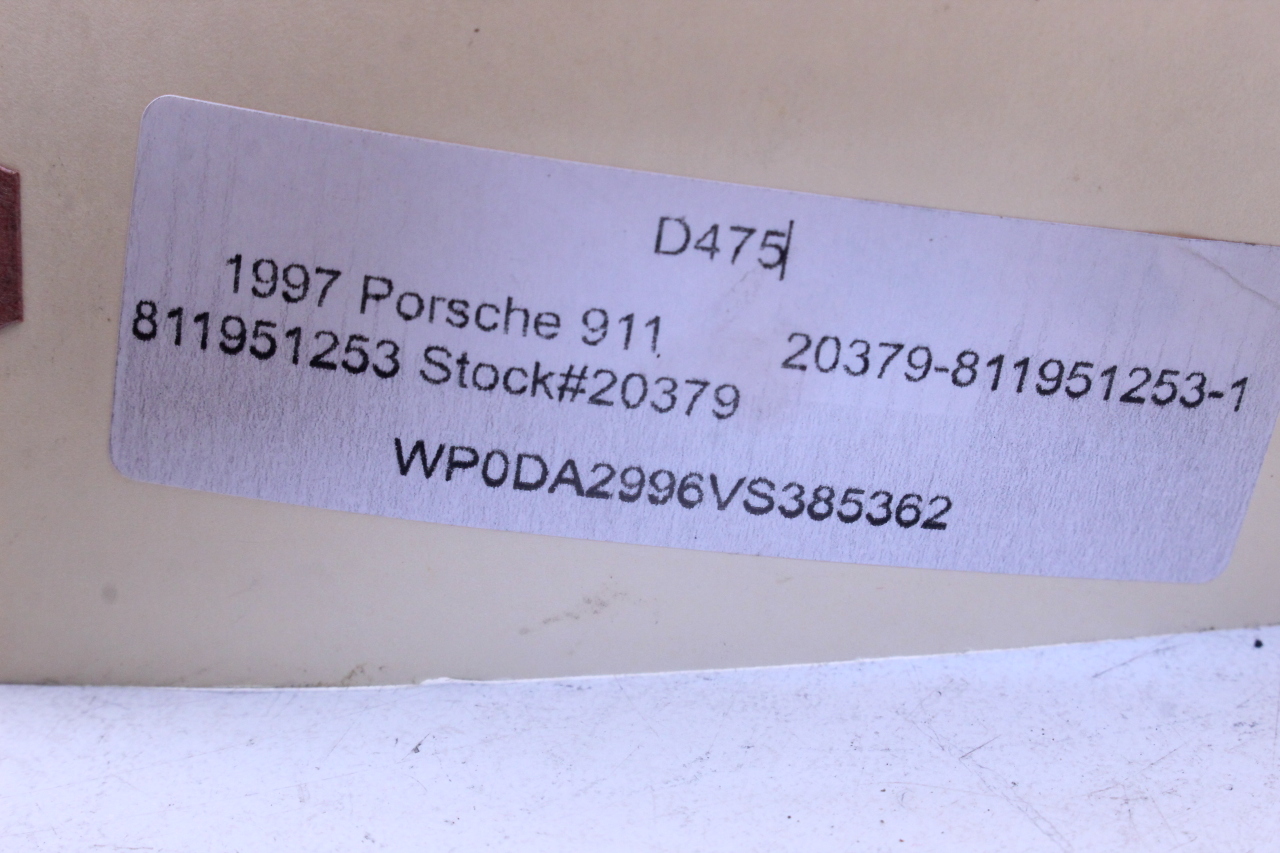 D475
1997 Porsche 911
811951253 Stock#20379
20379-811951253-1
WP0DA2996VS385362